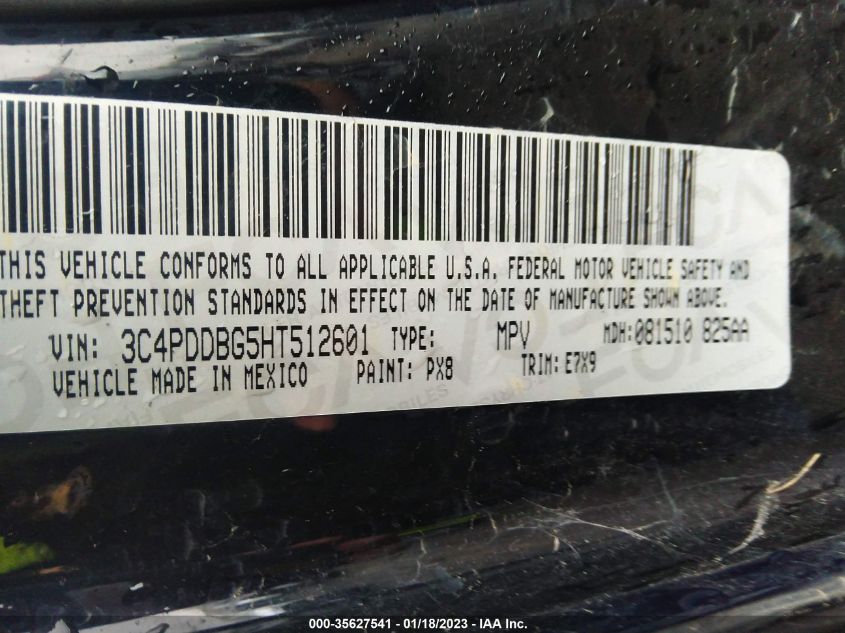 THIS VEHICLE CONFORMS TO ALL APPLICABLE U.S.A. FEDERAL MOTOR VEHICLE SAFETY AND
THEFT PREVENTION STANDARDS IN EFFECT ON THE DATE OF MANUFACTURE SHOWN ABOVE.
VIN: 3C4PDDBG5HT512601 TYPE: MPV MDH: 081510 825AA
VEHICLE MADE IN MEXICO PAINT: PX8 TRIM: E7X9
000-35627541 - 01/18/2023 - IAA Inc.